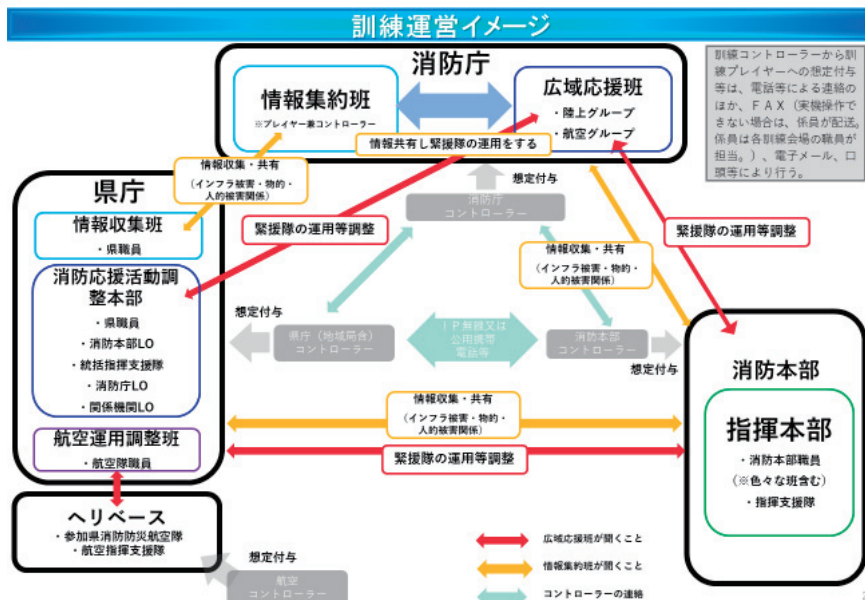 訓練運営イメージ
消防庁
情報集約班
※プレイヤー兼コントローラー
広域応援班
・陸上グループ
・航空グループ
情報共有し緊援隊の運用をする
訓練コントローラーから訓
練プレイヤーへの想定付与
等は、電話等による連絡の
ほか、ＦＡＸ（実機操作で
きない場合は、係員が配送。
係員は各訓練会場の職員が
担当。）、電子メール、口
頭等により行う。
情報収集・共有
（インフラ被害・物的・
人的被害関係）
想定付与
消防庁
コントローラー
県庁
情報収集班
・県職員
緊援隊の運用等調整
緊援隊の運用等調整
情報収集・共有
（インフラ被害・物的・
人的被害関係）
消防応援活動調
整本部
・県職員
・消防本部LO
・統括指揮支援隊
・消防庁LO
・関係機関LO
想定付与
県庁（地域局含）
コントローラー
ＩＰ無線又は
公用携帯
電話等
消防本部
コントローラー
想定付与
消防本部
指揮本部
・消防本部職員
（※色々な班含む）
・指揮支援隊
情報収集・共有
（インフラ被害・物的・
人的被害関係）
航空運用調整班
・航空隊職員
緊援隊の運用等調整
ヘリベース
・参加県消防防災航空隊
・航空指揮支援隊
想定付与
航空
コントローラー
広域応援班が聞くこと
情報集約班が聞くこと
コントローラーの連絡